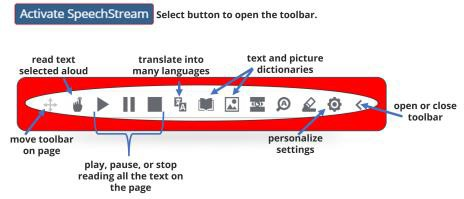 Activate SpeechStream Select button to open the toolbar.
read text
selected aloud
translate into
many languages
text and picture
dictionaries
open or close
toolbar
move toolbar
on page
play, pause, or stop
reading all the text on
the page
personalize
settings